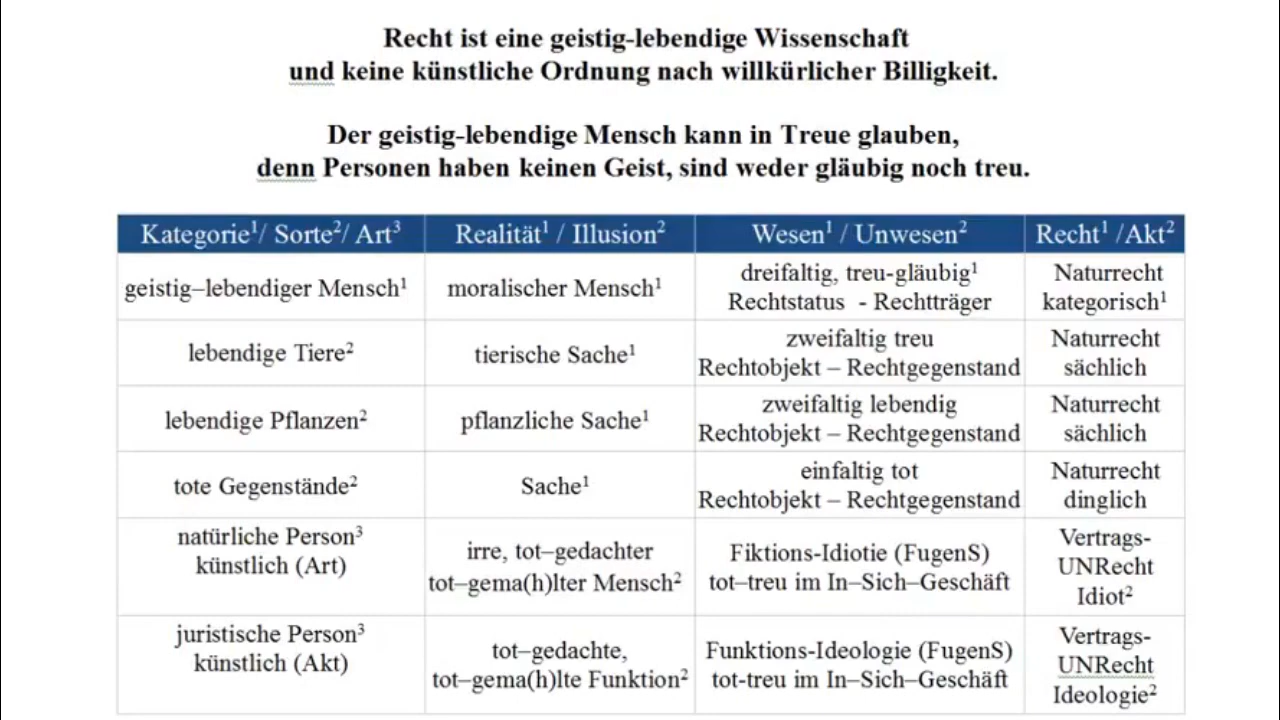 Recht ist eine geistig-lebendige Wissenschaft
und keine künstliche Ordnung nach willkürlicher Billigkeit.
Der geistig-lebendige Mensch kann in Treue glauben,
denn Personen haben keinen Geist, sind weder gläubig noch treu.
Kategorie¹/ Sorte²/ Art³ Realität¹ / Illusion² Wesen¹ / Unwesen² Recht¹ /Akt²
geistig–lebendiger Mensch¹
moralischer Mensch¹
dreifaltig, treu-gläubig¹
Rechtstatus - Rechtträger
Naturrecht
kategorisch¹
lebendige Tiere²
tierische Sache¹
zweifaltig treu
Rechtobjekt – Rechtgegenstand
Naturrecht
sächlich
lebendige Pflanzen²
pflanzliche Sache¹
zweifaltig lebendig
Rechtobjekt – Rechtgegenstand
Naturrecht
sächlich
tote Gegenstände²
Sache¹
einfaltig tot
Rechtobjekt – Rechtgegenstand
Naturrecht
dinglich
natürliche Person³
künstlich (Art)
irre, tot–gedachter
tot–gema(h)lter Mensch²
Fiktions-Idiotie (FugenS)
tot–treu im In–Sich–Geschäft
Vertrags-
UNRecht
Idiot²
juristische Person³
künstlich (Akt)
tot–gedachte,
tot–gema(h)lte Funktion²
Funktions-Ideologie (FugenS)
tot-treu im In–Sich–Geschäft
Vertrags-
UNRecht
Ideologie²